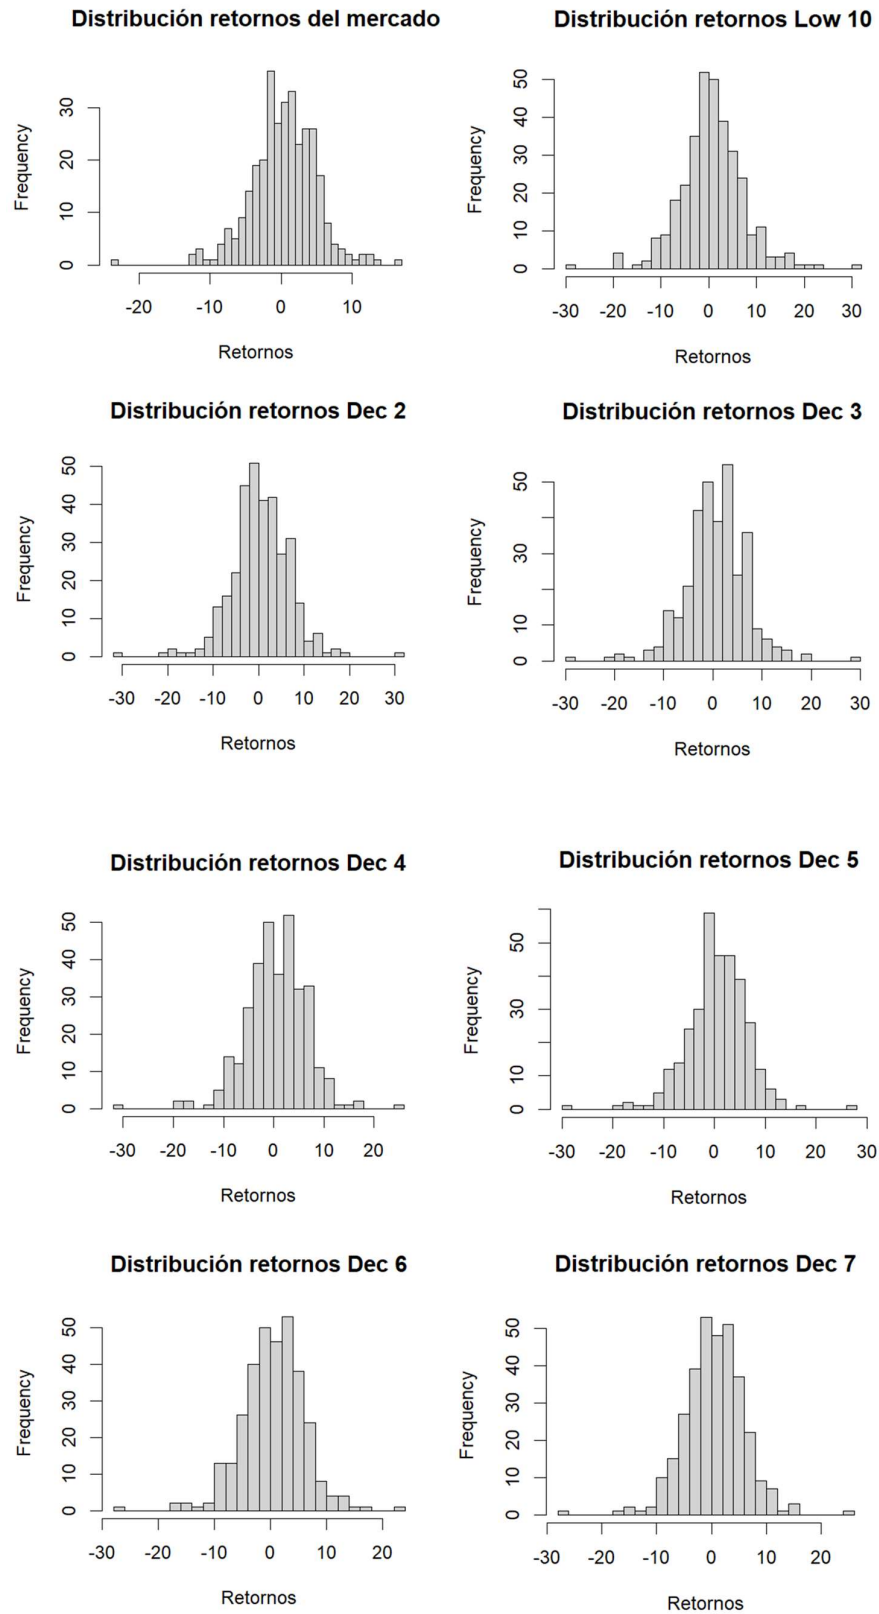 Distribución retornos del mercado
Frequency
0 10 20 30
-20 -10 0 10
Retornos
Distribución retornos Low 10
Frequency
0 10 20 30 40 50
-30 -20 -10 0 10 20 30
Retornos
Distribución retornos Dec 2
Frequency
0 10 20 30 40 50
-30 -20 -10 0 10 20 30
Retornos
Distribución retornos Dec 3
Frequency
0 10 30 50
-30 -20 -10 0 10 20 30
Retornos
Distribución retornos Dec 4
Frequency
0 10 20 30 40 50
-30 -20 -10 0 10 20
Retornos
Distribución retornos Dec 5
Frequency
0 10 30 50
-30 -20 -10 0 10 20 30
Retornos
Distribución retornos Dec 6
Frequency
0 10 20 30 40 50
-30 -20 -10 0 10 20
Retornos
Distribución retornos Dec 7
Frequency
0 10 20 30 40 50
-30 -20 -10 0 10 20
Retornos